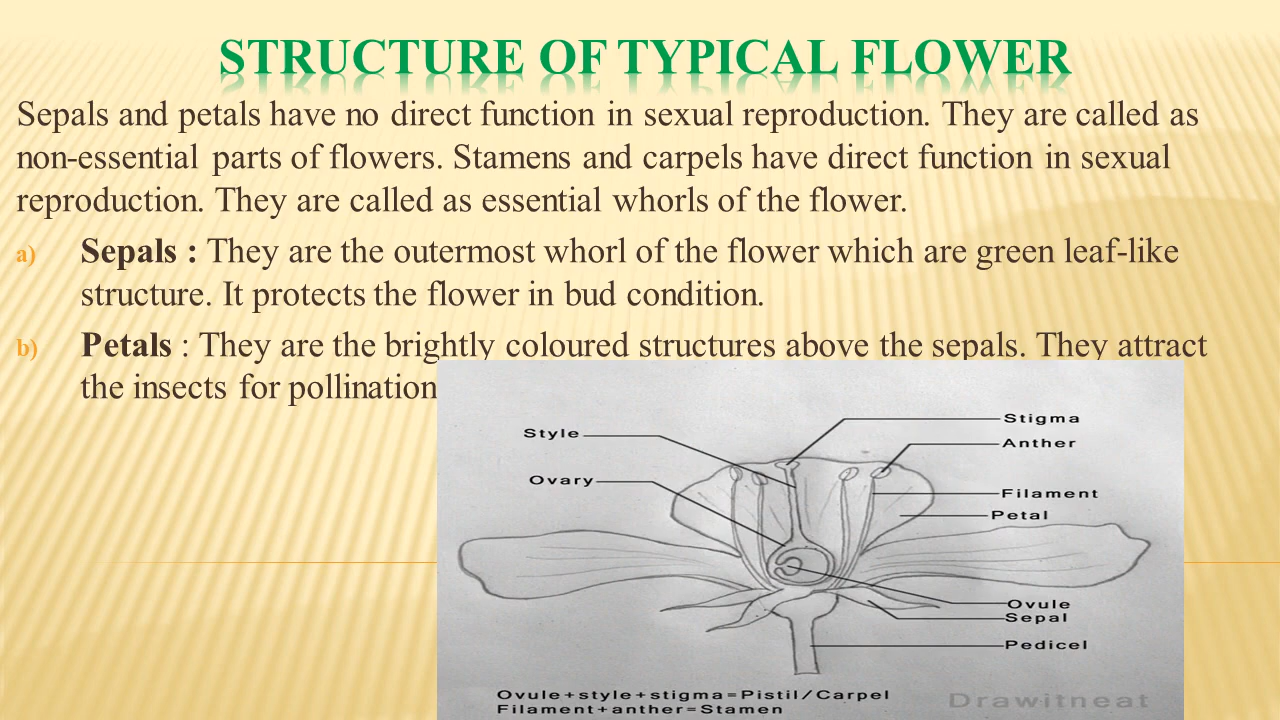 STRUCTURE OF TYPICAL FLOWER
Sepals and petals have no direct function in sexual reproduction. They are called as
non-essential parts of flowers. Stamens and carpels have direct function in sexual
reproduction. They are called as essential whorls of the flower.
a) Sepals : They are the outermost whorl of the flower which are green leaf-like
structure. It protects the flower in bud condition.
b) Petals : They are the brightly coloured structures above the sepals. They attract
the insects for pollination
Stigma
Style
Anther
Ovary
Filament
Petal
Ovule
Sepal
Pedicel
Ovule+style+stigma=Pistil/Carpel
Filament+anther=Stamen
Drawitneat